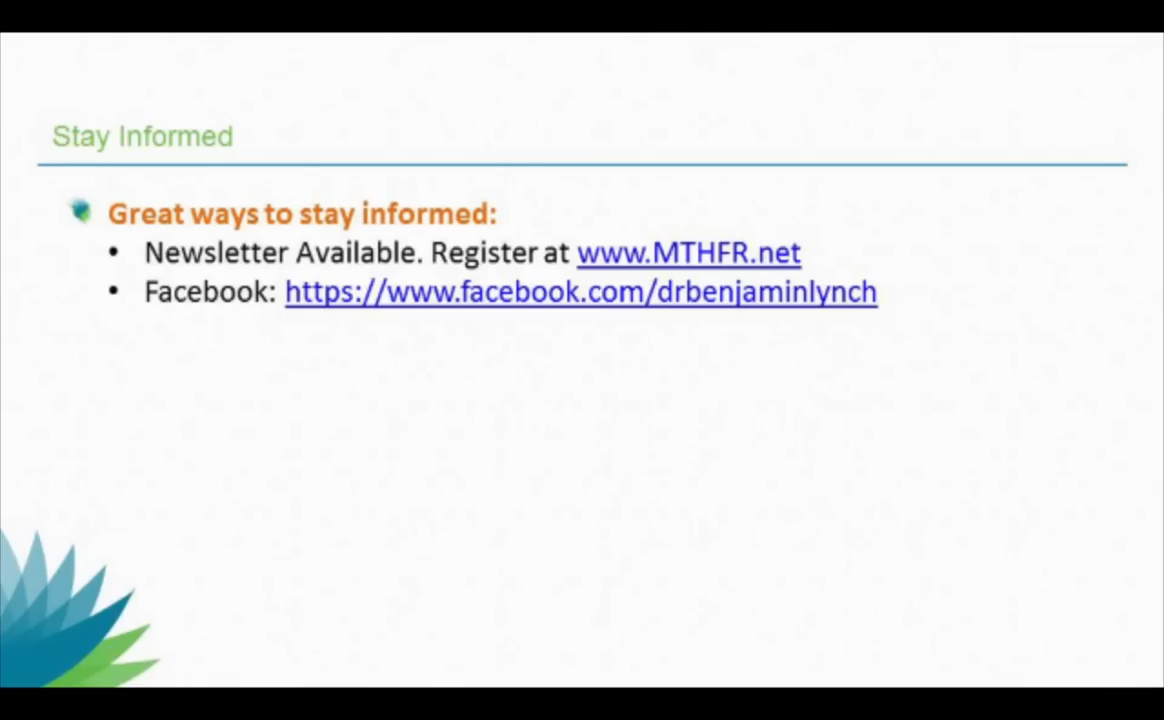 Stay Informed
Great ways to stay informed:
• Newsletter Available. Register at www.MTHFR.net
• Facebook: https://www.facebook.com/drbenjaminlynch